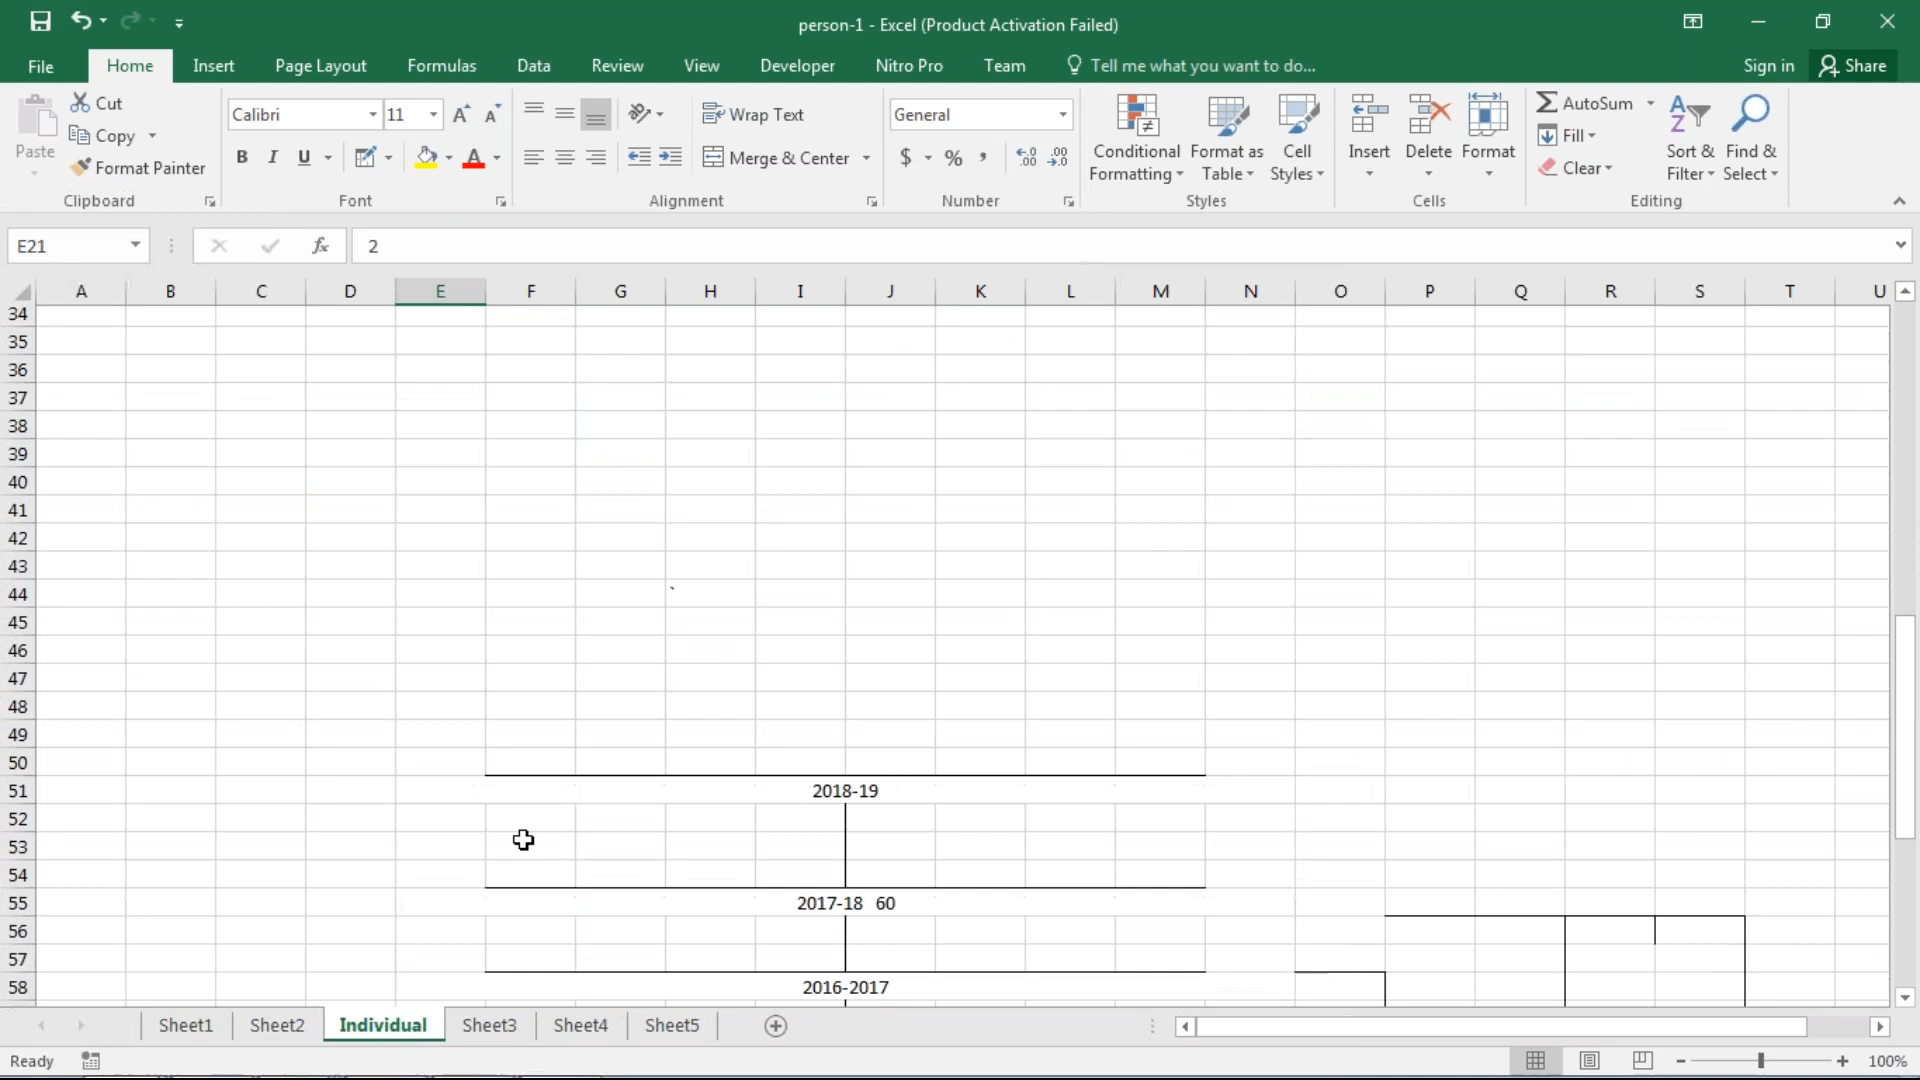 person-1 - Excel (Product Activation Failed)
File Home Insert Page Layout Formulas Data Review View Developer Nitro Pro Team Tell me what you want to do... Sign in Share
Paste Cut Copy Format Painter Clipboard
Calibri 11 B I U A Font
Wrap Text Merge & Center Alignment
General $ % , Number
Conditional Formatting Format as Table Cell Styles Styles
Insert Delete Format Cells
AutoSum Fill Clear Sort & Filter Find & Select Editing
E21 fx 2
A B C D E F G H I J K L M N O P Q R S T U
34
35
36
37
38
39
40
41
42
43
44 `
45
46
47
48
49
50
51 2018-19
52
53
54
55 2017-18 60
56
57
58 2016-2017
Sheet1 Sheet2 Individual Sheet3 Sheet4 Sheet5
Ready 100%